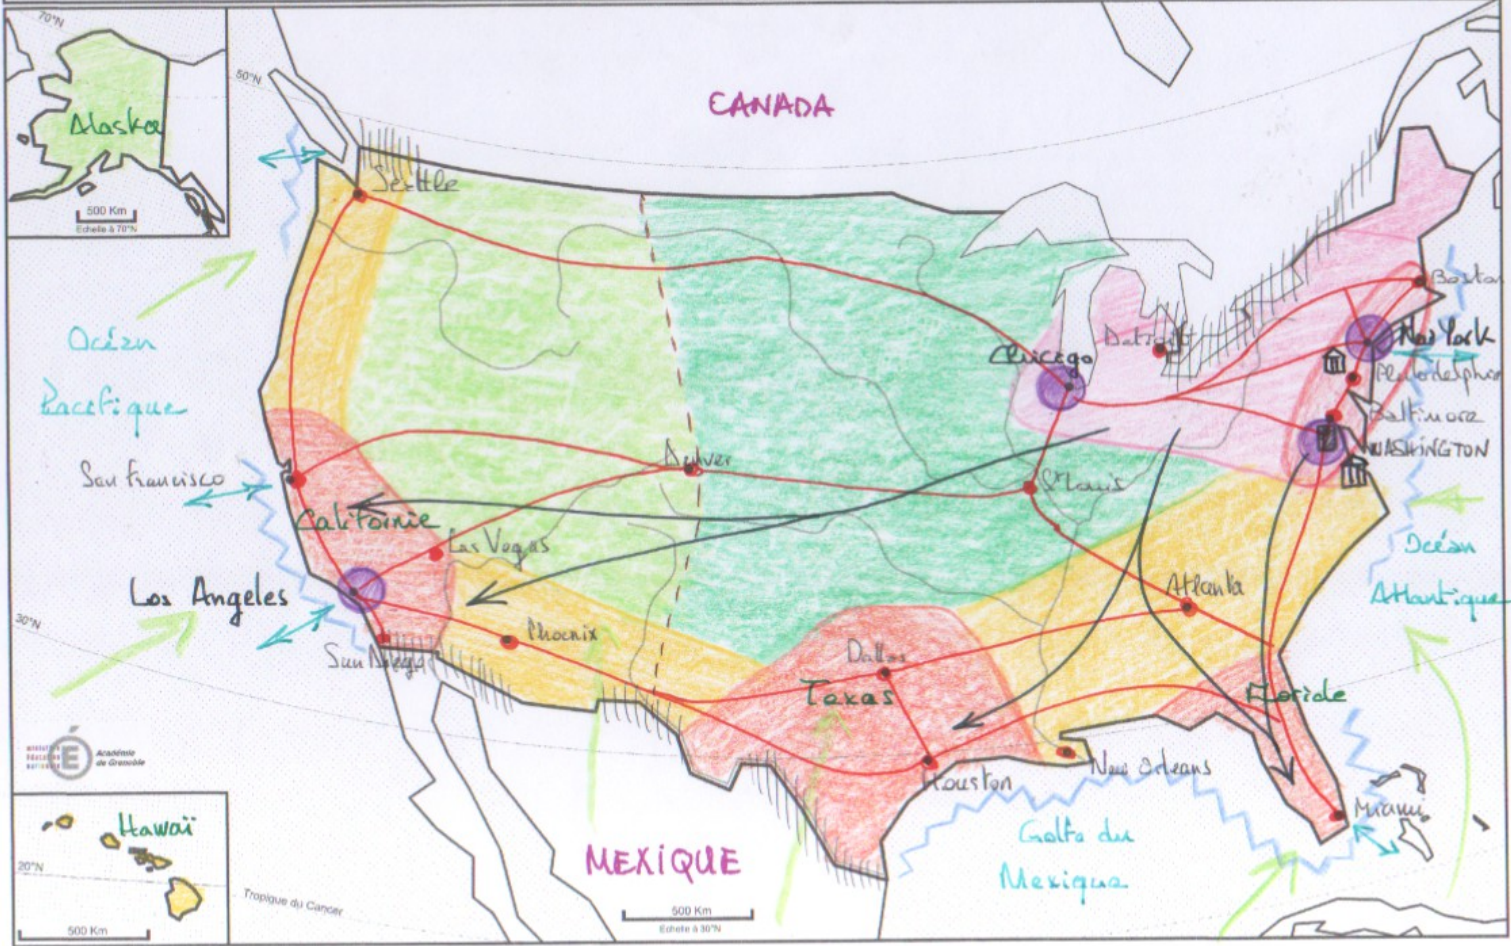 70°N
Alaska
500 Km
Echelle à 70°N
50°N
CANADA
Seattle
Océan
Pacifique
Boston
New York
Philadelphie
Baltimore
WASHINGTON
Detroit
Chicago
Denver
St Louis
San Francisco
Californie
Las Vegas
Los Angeles
Océan
Atlantique
Atlanta
30°N
Phoenix
San Diego
Dallas
Texas
Floride
Académie
de Grenoble
Houston
New Orleans
Miami
Golfe du
Mexique
MEXIQUE
Hawaï
20°N
500 Km
Tropique du Cancer
500 Km
Echelle à 30°N